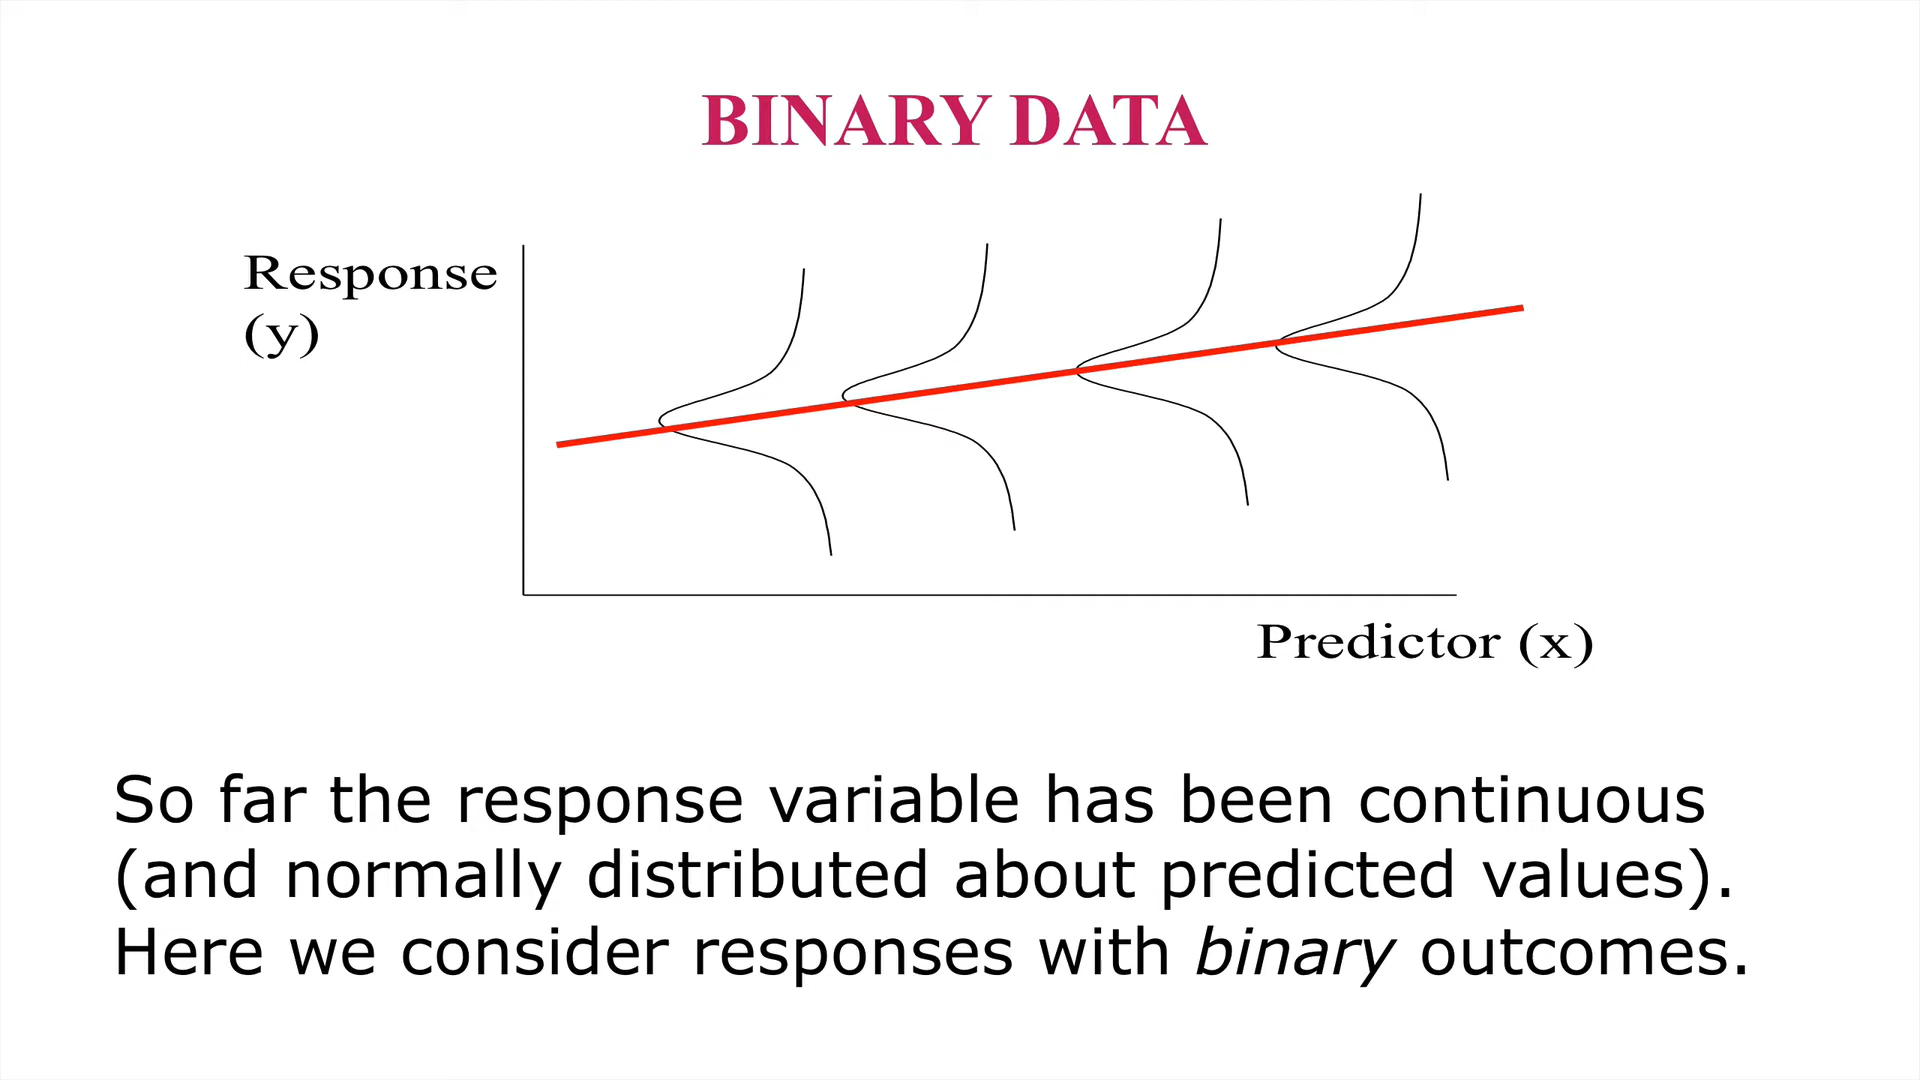 BINARY DATA
Response
(y)
Predictor (x)
So far the response variable has been continuous
(and normally distributed about predicted values).
Here we consider responses with binary outcomes.